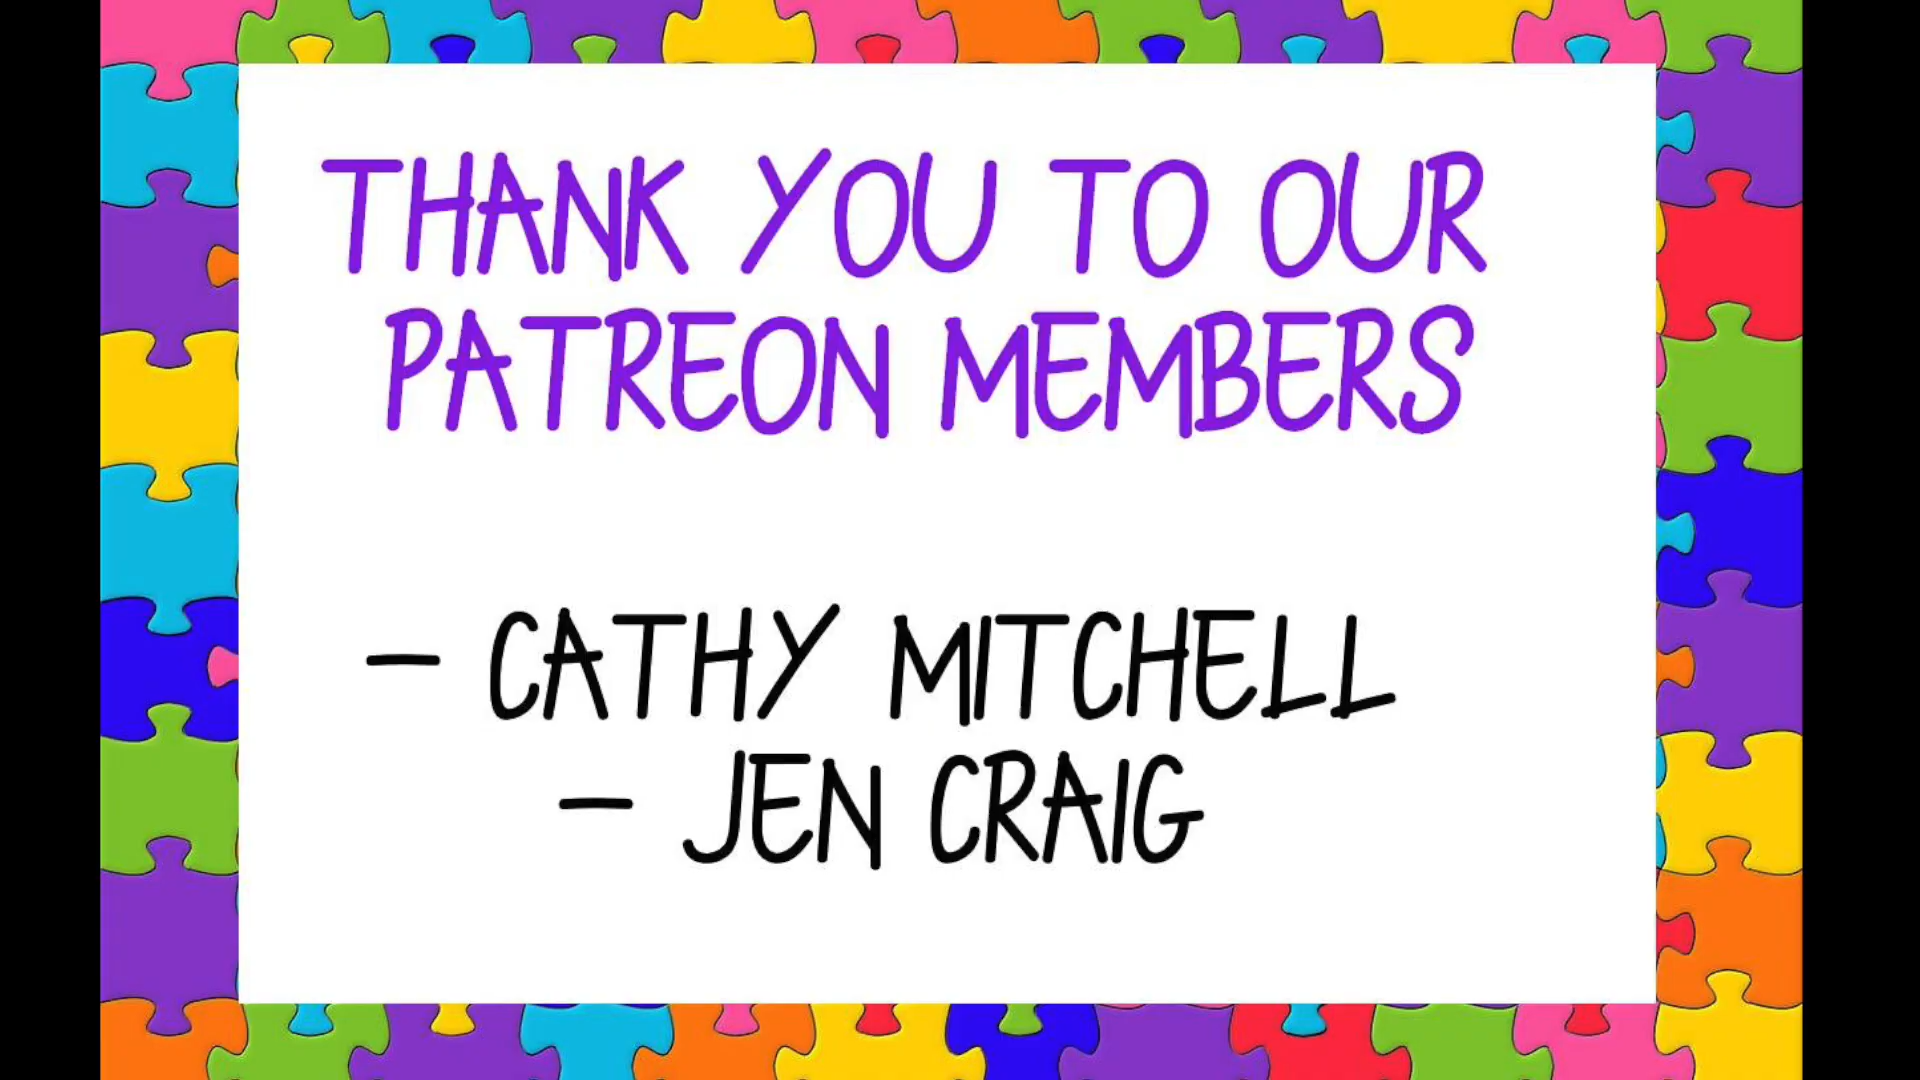 THANK YOU TO OUR
PATREON MEMBERS
- CATHY MITCHELL
- JEN CRAIG